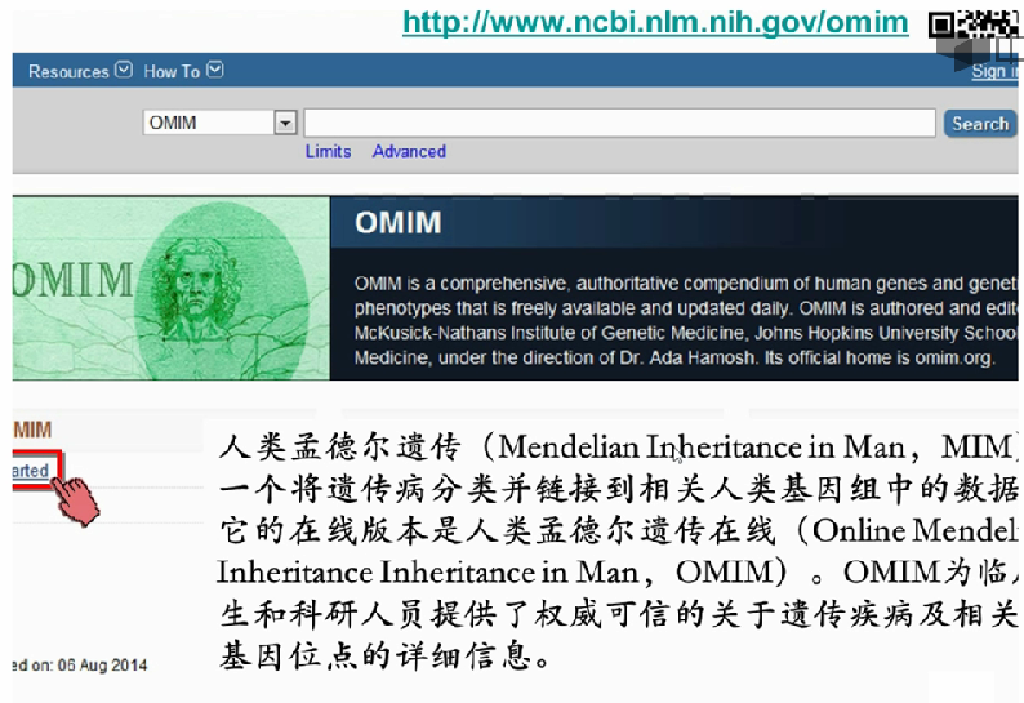 http://www.ncbi.nlm.nih.gov/omim
Resources How To
Sign in
OMIM
Search
Limits Advanced
OMIM
OMIM
OMIM is a comprehensive, authoritative compendium of human genes and geneti
phenotypes that is freely available and updated daily. OMIM is authored and edite
McKusick-Nathans Institute of Genetic Medicine, Johns Hopkins University School
Medicine, under the direction of Dr. Ada Hamosh. Its official home is omim.org.
MIM
arted
人类孟德尔遗传（Mendelian Inheritance in Man，MIM）
一个将遗传病分类并链接到相关人类基因组中的数据
它的在线版本是人类孟德尔遗传在线（Online Mendeli
Inheritance Inheritance in Man，OMIM）。OMIM为临
生和科研人员提供了权威可信的关于遗传疾病及相关
基因位点的详细信息。
ed on: 06 Aug 2014